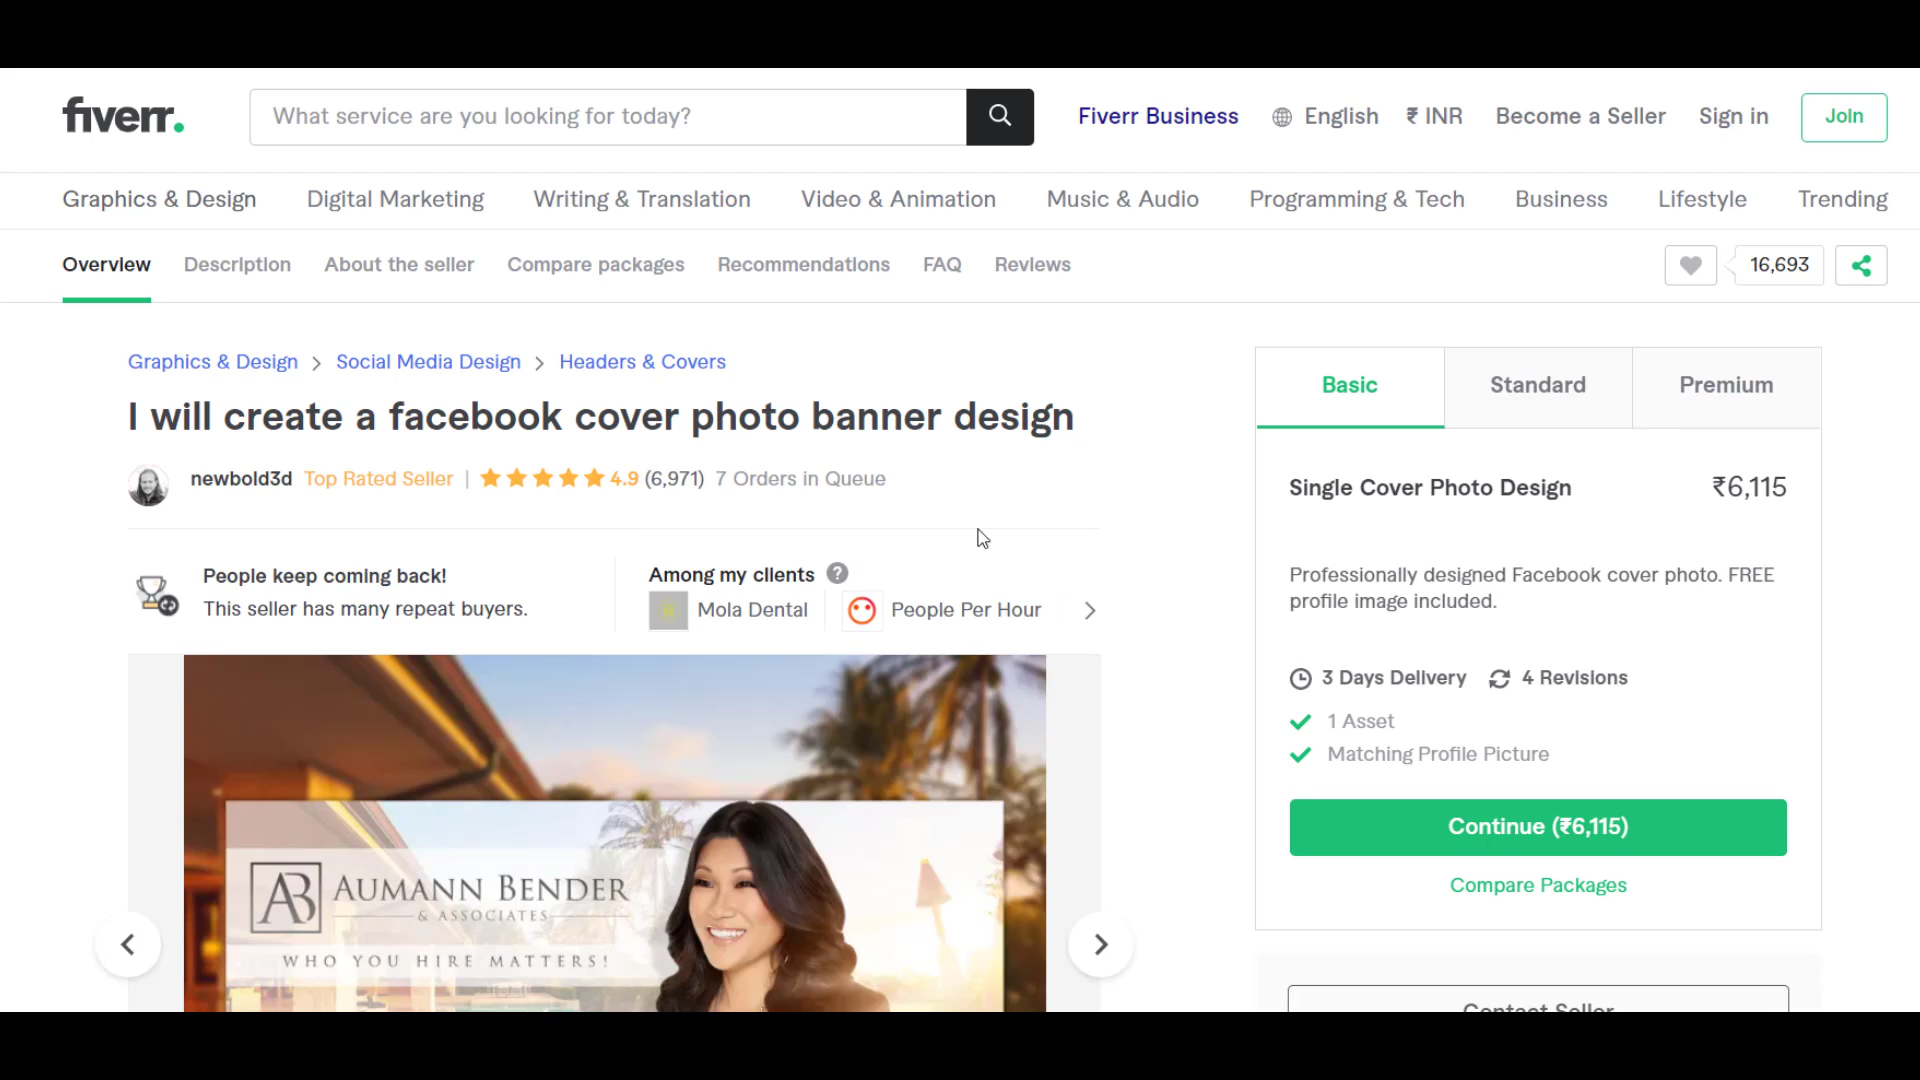 fiverr.
What service are you looking for today?
Fiverr Business
English
₹ INR
Become a Seller
Sign in
Join
Graphics & Design
Digital Marketing
Writing & Translation
Video & Animation
Music & Audio
Programming & Tech
Business
Lifestyle
Trending
Overview
Description
About the seller
Compare packages
Recommendations
FAQ
Reviews
16,693
Graphics & Design > Social Media Design > Headers & Covers
I will create a facebook cover photo banner design
newbold3d Top Rated Seller | 4.9 (6,971) 7 Orders in Queue
People keep coming back!
This seller has many repeat buyers.
Among my clients ?
Mola Dental
People Per Hour
AB AUMANN BENDER
& ASSOCIATES
WHO YOU HIRE MATTERS!
Basic
Standard
Premium
Single Cover Photo Design ₹6,115
Professionally designed Facebook cover photo. FREE
profile image included.
3 Days Delivery 4 Revisions
1 Asset
Matching Profile Picture
Continue (₹6,115)
Compare Packages
Contact Seller